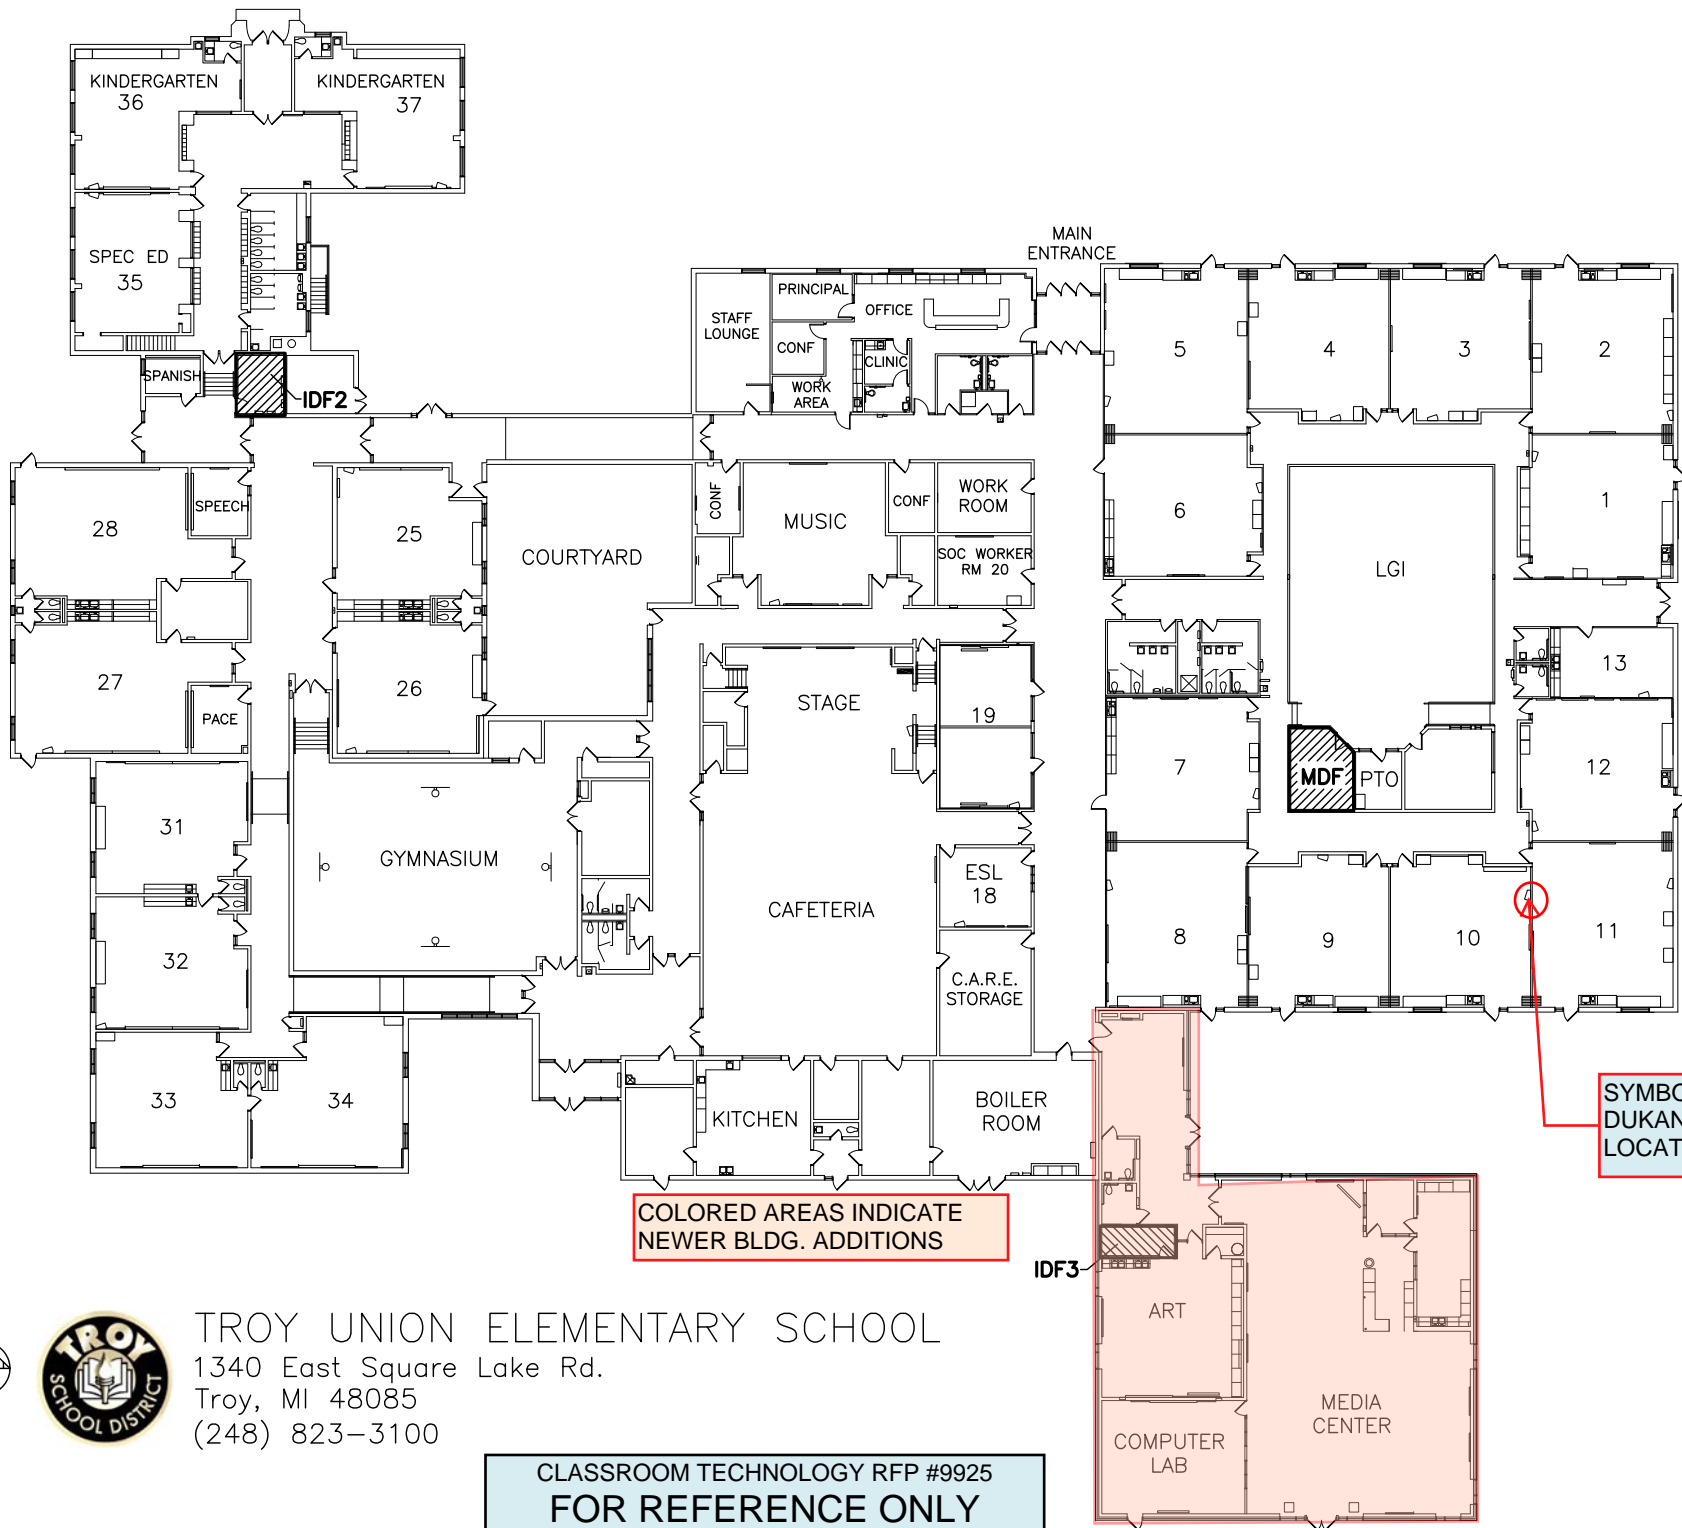 KINDERGARTEN
36
KINDERGARTEN
37
SPEC ED
35
SPANISH
IDF2
MAIN
ENTRANCE
STAFF
LOUNGE
PRINCIPAL
OFFICE
CONF
CLINIC
WORK
AREA
5
4
3
2
28
SPEECH
25
COURTYARD
CONF
MUSIC
CONF
WORK
ROOM
SOC WORKER
RM 20
6
LGI
1
27
PACE
26
STAGE
19
13
7
MDF
PTO
12
31
GYMNASIUM
CAFETERIA
ESL
18
32
C.A.R.E.
STORAGE
8
9
10
11
33
34
KITCHEN
BOILER
ROOM
SYMBO
DUKAN
LOCAT
COLORED AREAS INDICATE
NEWER BLDG. ADDITIONS
IDF3
ART
MEDIA
CENTER
COMPUTER
LAB
TROY
SCHOOL DISTRICT
TROY UNION ELEMENTARY SCHOOL
1340 East Square Lake Rd.
Troy, MI 48085
(248) 823-3100
CLASSROOM TECHNOLOGY RFP #9925
FOR REFERENCE ONLY